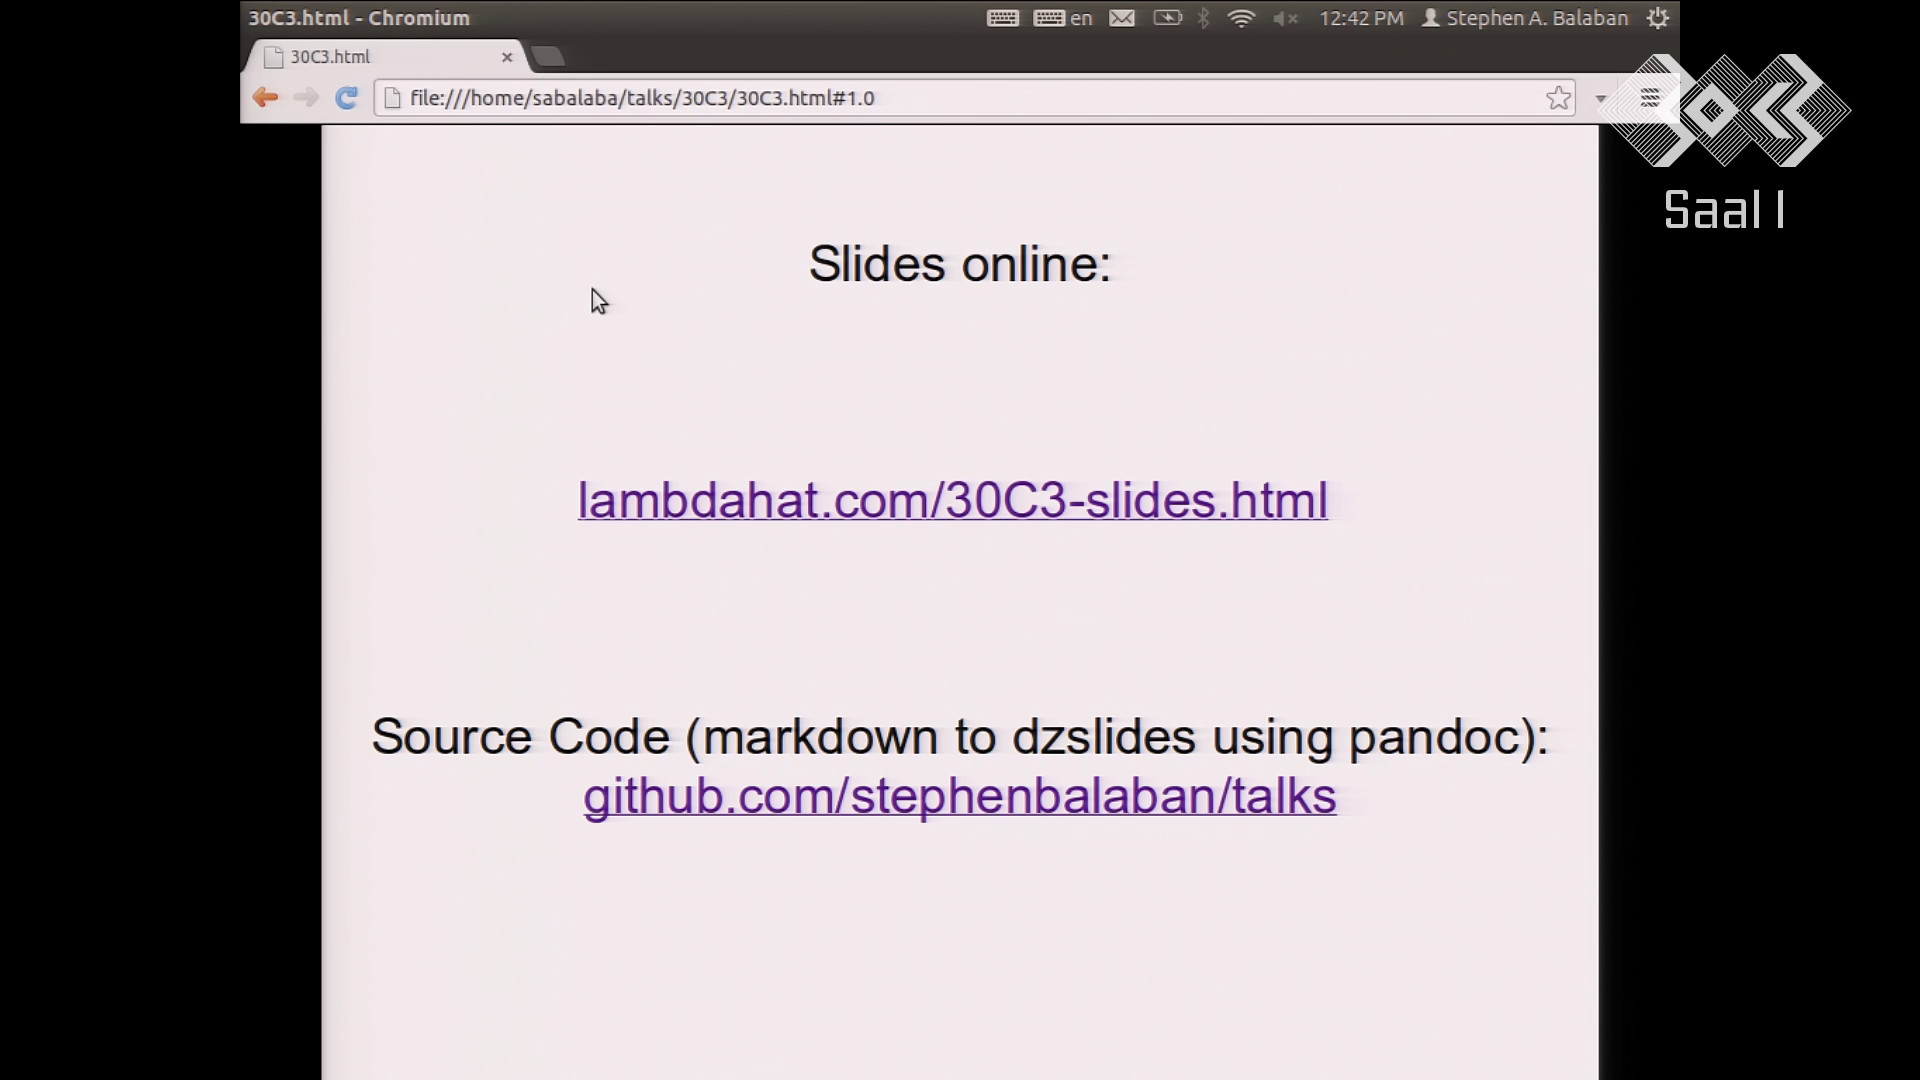 30C3.html - Chromium
en
12:42 PM
Stephen A. Balaban
30C3.html
file:///home/sabalaba/talks/30C3/30C3.html#1.0
30C3
Saal 1
Slides online:
lambdahat.com/30C3-slides.html
Source Code (markdown to dzslides using pandoc):
github.com/stephenbalaban/talks